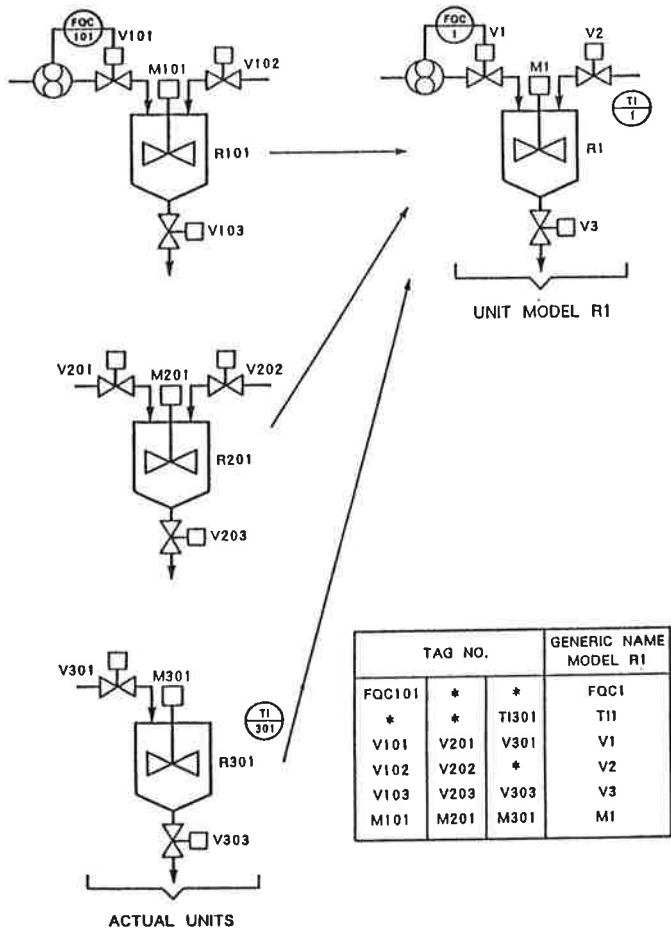 FQC
101
V101
M101
V102
R101
V103
FQC
1
V1
M1
V2
TI
1
R1
V3
UNIT MODEL R1
V201
M201
V202
R201
V203
V301
M301
TI
301
R301
V303
ACTUAL UNITS
TAG NO. GENERIC NAME
MODEL R1
FQC101 * * FQC1
* * TI301 TI1
V101 V201 V301 V1
V102 V202 * V2
V103 V203 V303 V3
M101 M201 M301 M1